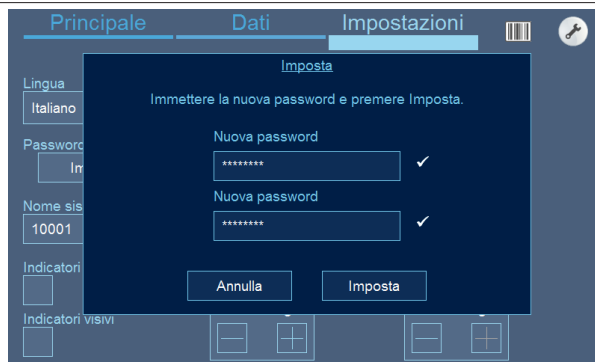 Principale Dati Impostazioni
Imposta
Lingua
Immettere la nuova password e premere Imposta.
Italiano
Nuova password
Password
********
Nuova password
Nome sis
10001
********
Indicatori
Annulla Imposta
Indicatori visivi